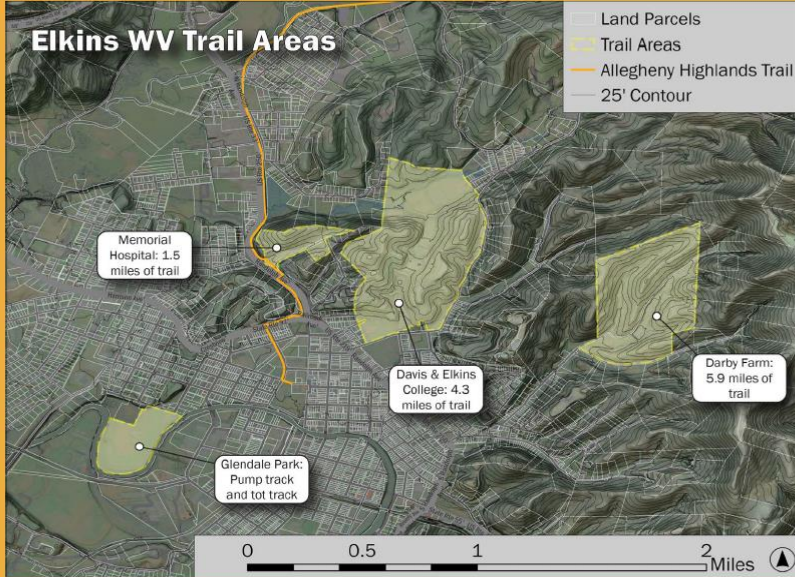 Elkins WV Trail Areas
Land Parcels
Trail Areas
Allegheny Highlands Trail
25' Contour
Memorial
Hospital: 1.5
miles of trail
Davis & Elkins
College: 4.3
miles of trail
Darby Farm:
5.9 miles of
trail
Glendale Park:
Pump track
and tot track
0 0.5 1 2 Miles